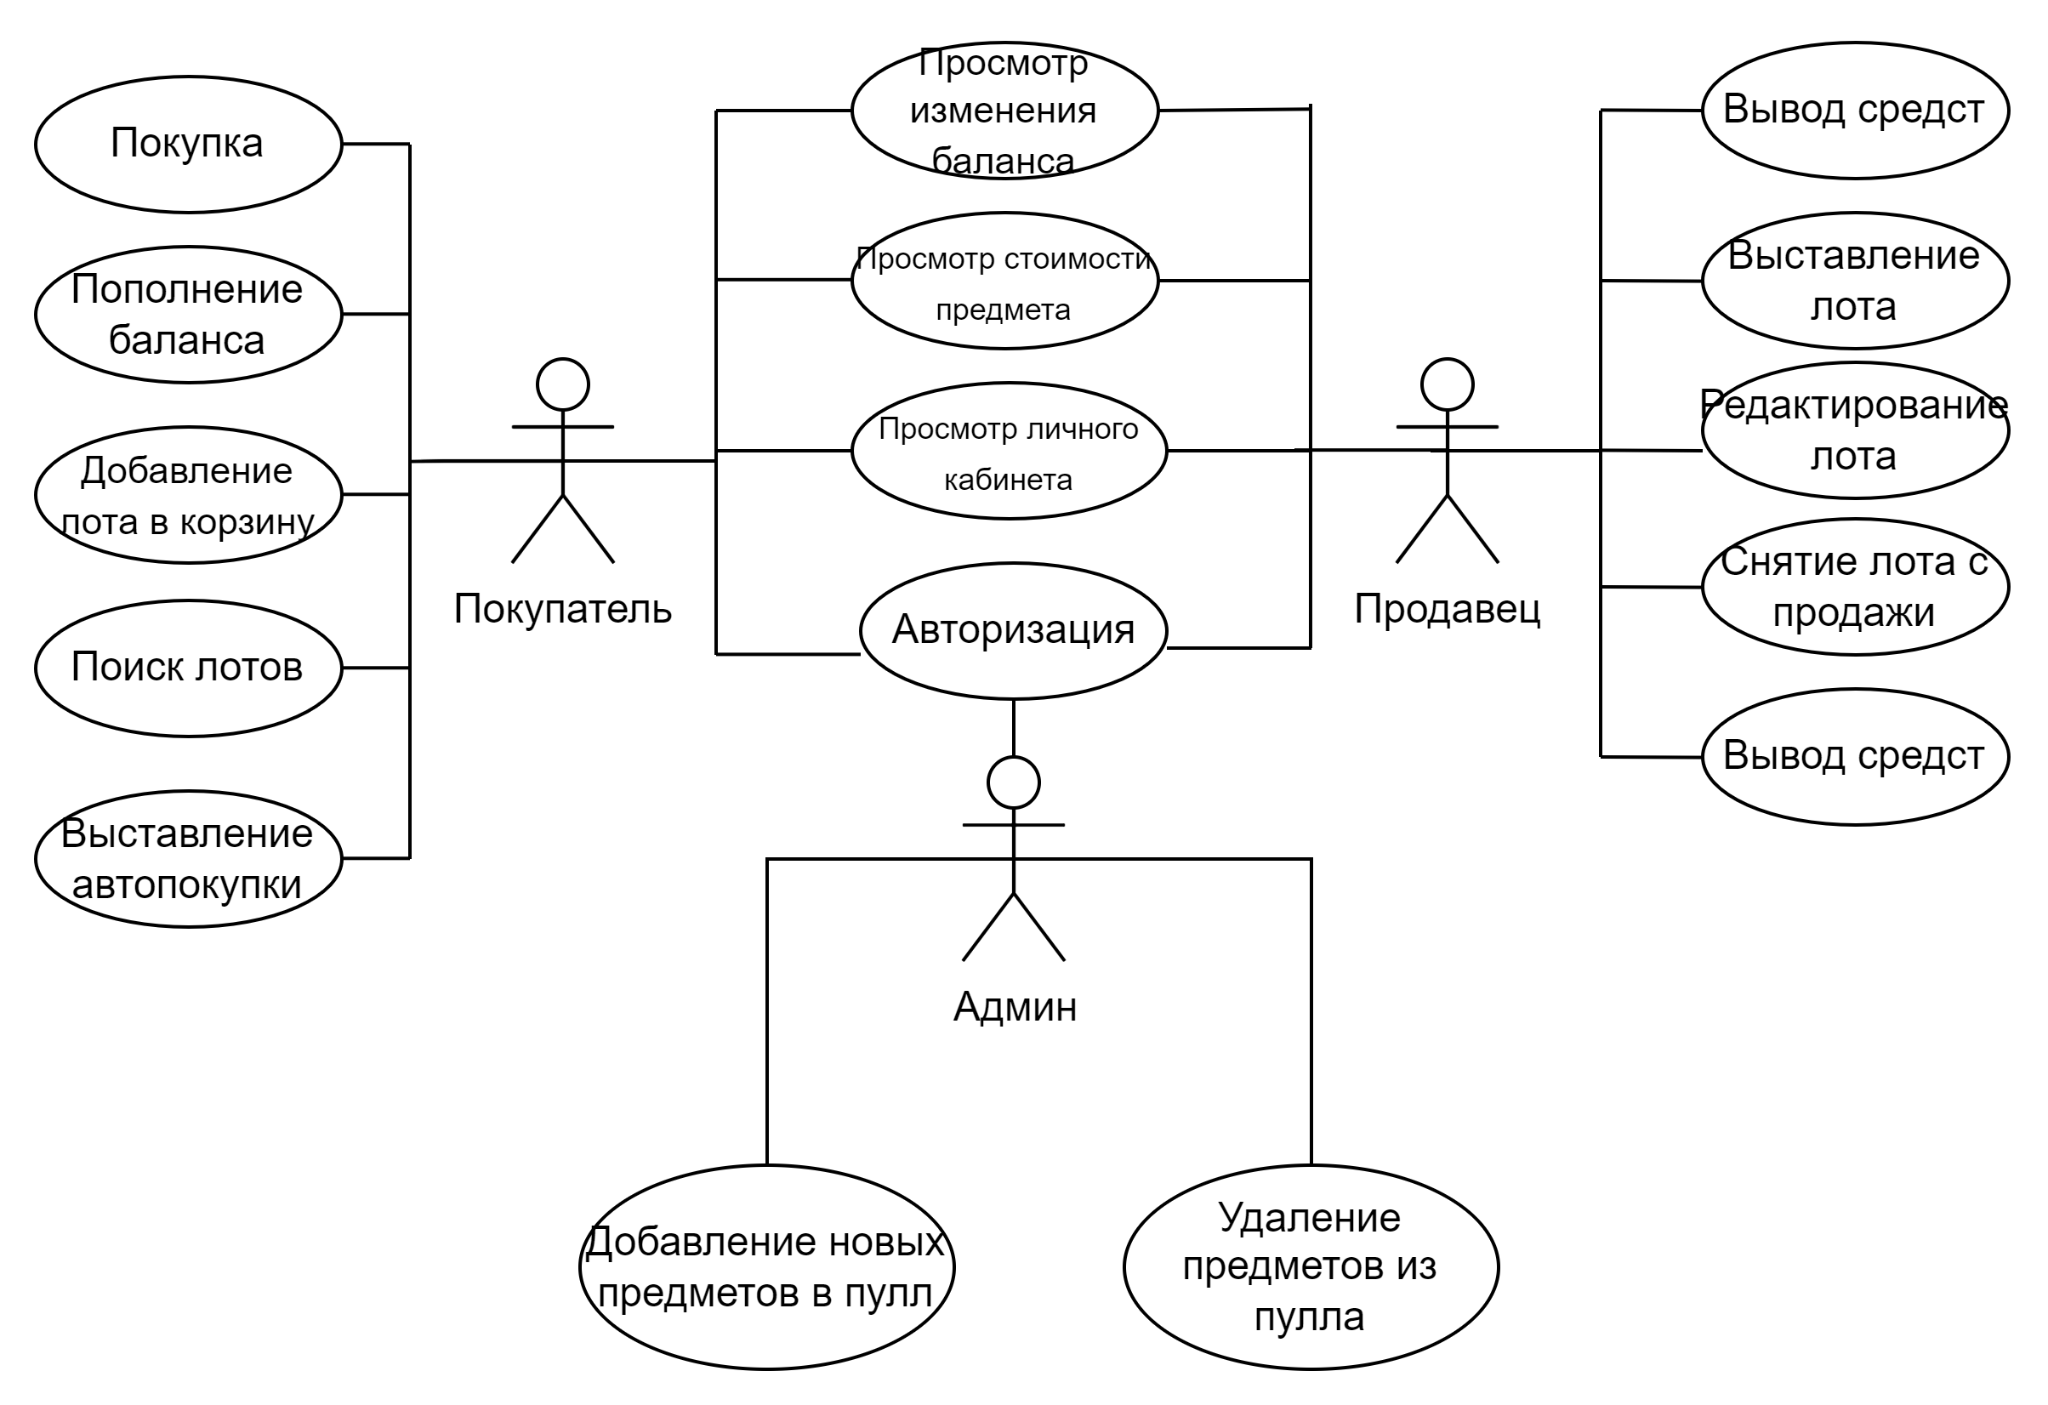 Покупка
Пополнение
баланса
Добавление
лота в корзину
Поиск лотов
Выставление
автопокупки
Покупатель
Просмотр
изменения
баланса
Просмотр стоимости
предмета
Просмотр личного
кабинета
Авторизация
Продавец
Вывод средст
Выставление
лота
Редактирование
лота
Снятие лота с
продажи
Вывод средст
Админ
Добавление новых
предметов в пулл
Удаление
предметов из
пулла